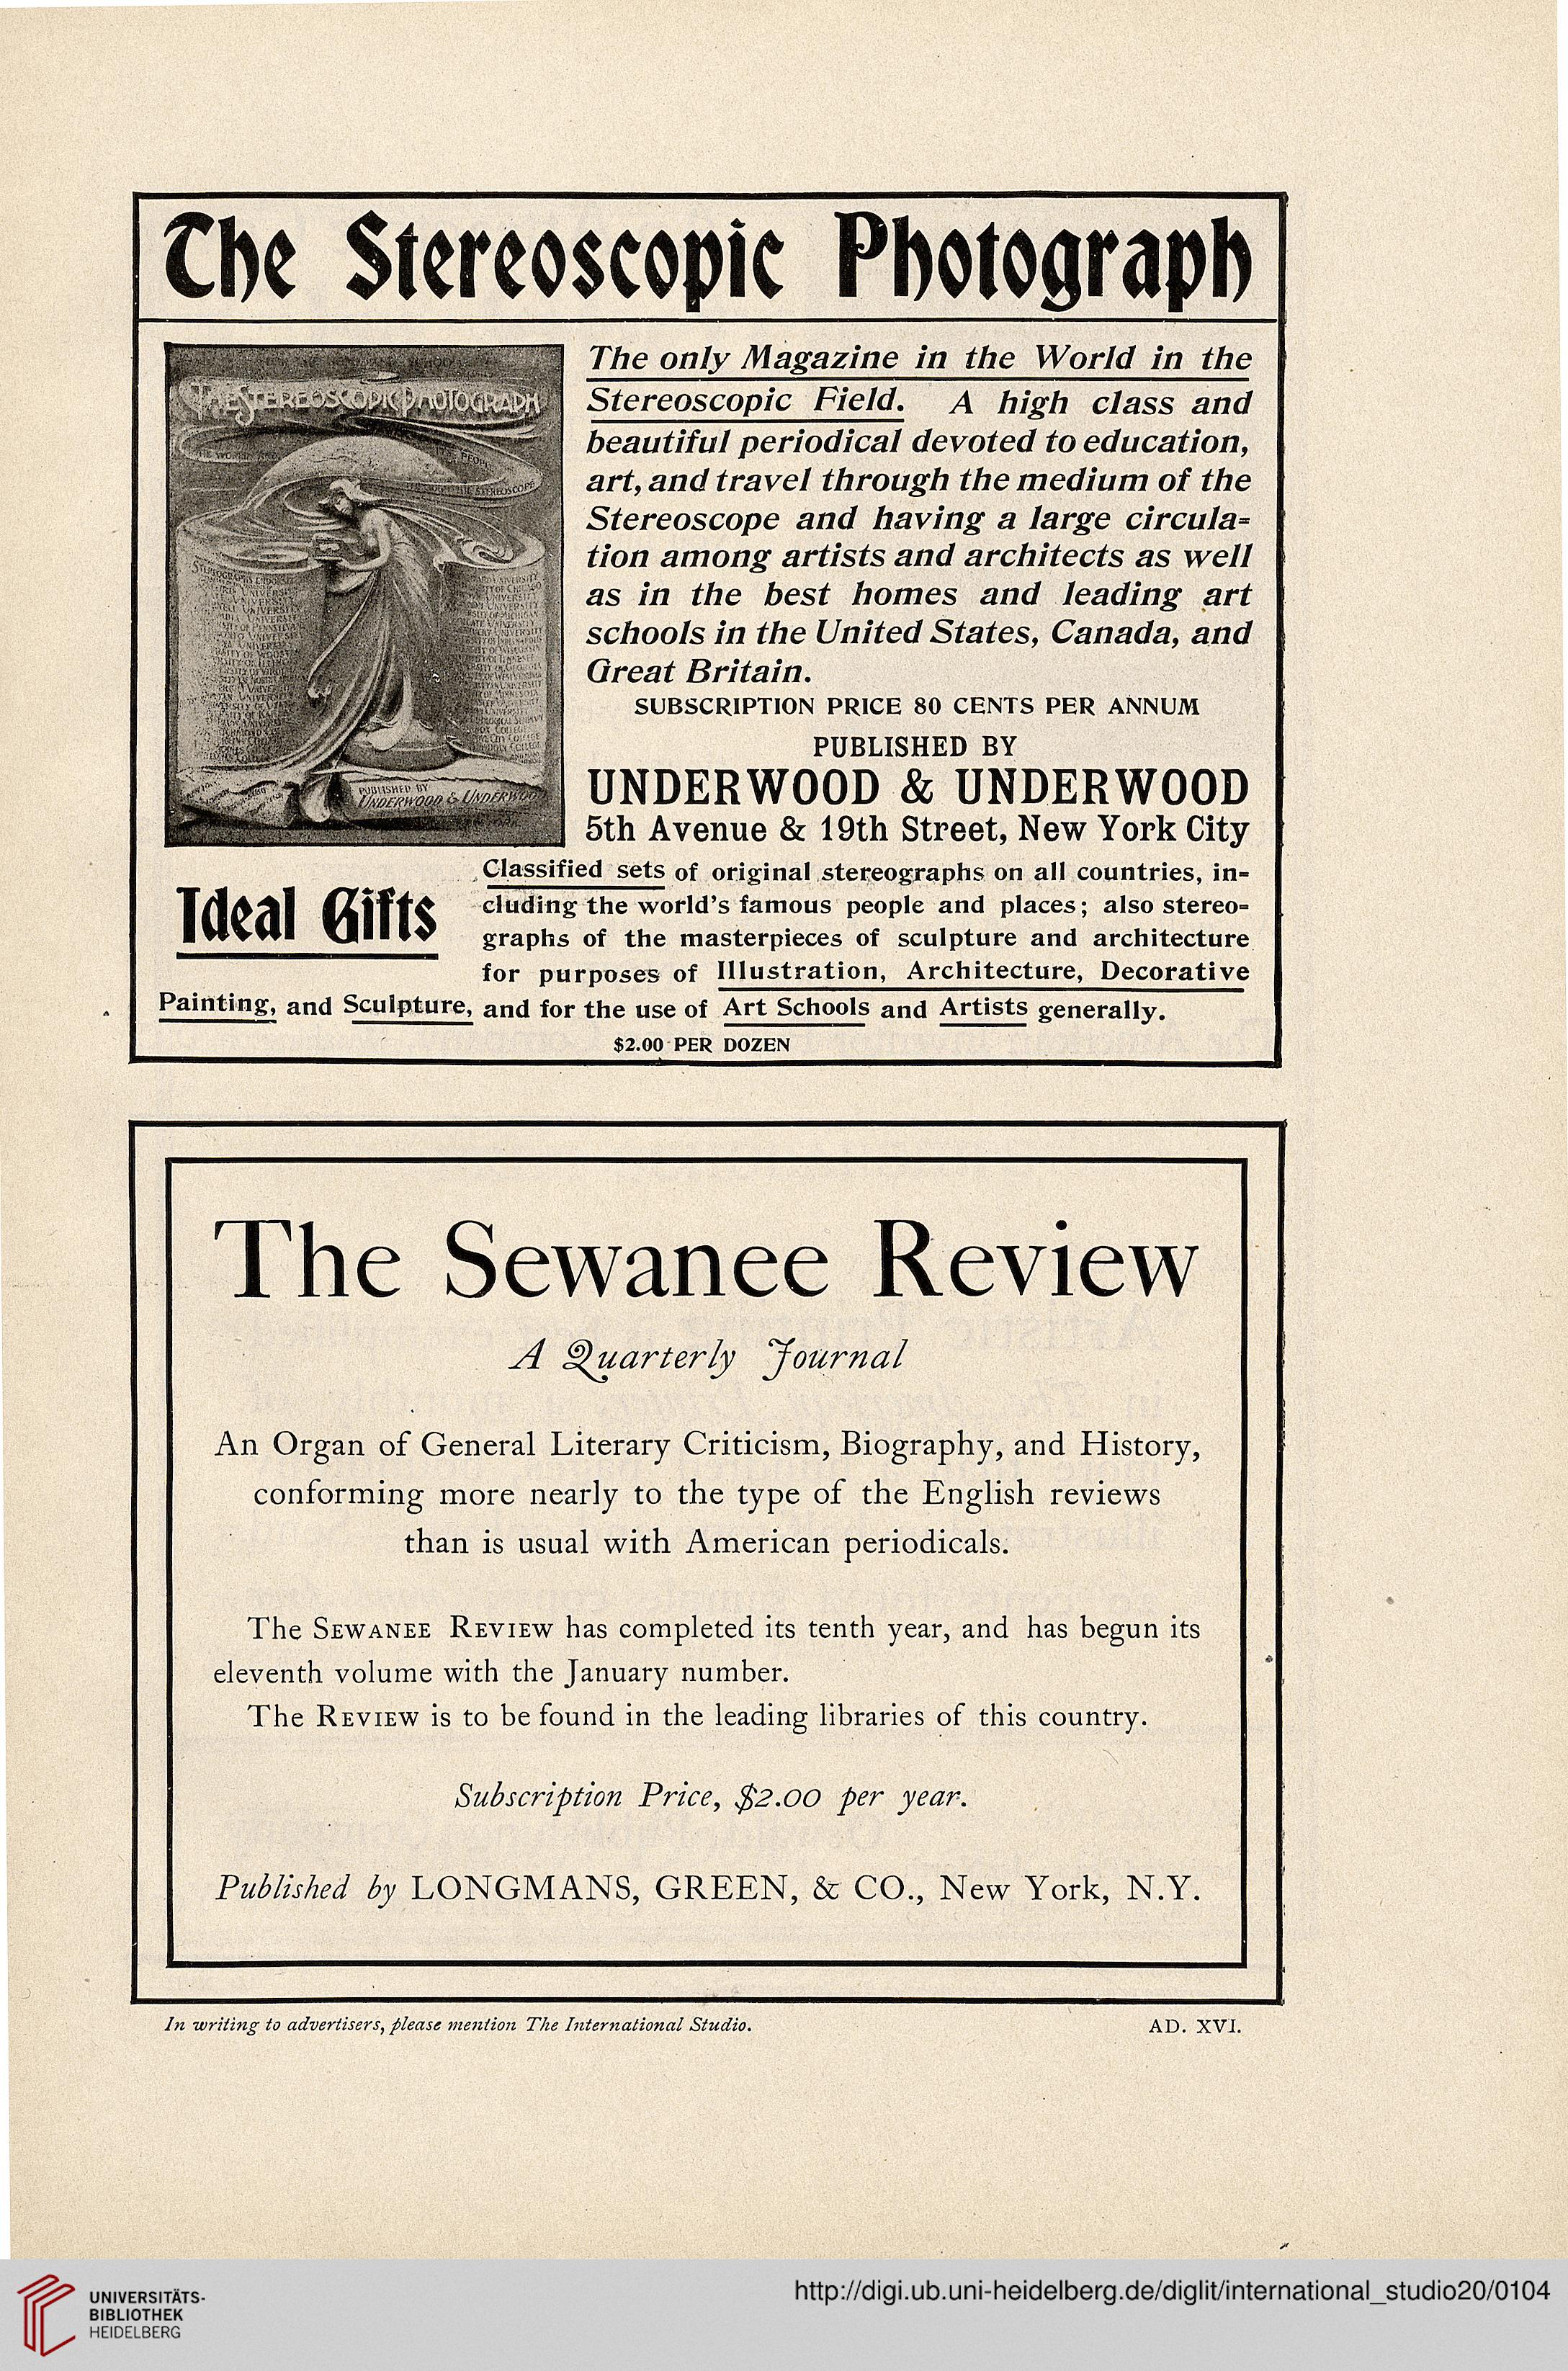 The Stereoscopic Photograph
THE STEREOSCOPIC PHOTOGRAPH
PUBLISHED BY
UNDERWOOD & UNDERWOOD
The only Magazine in the World in the
Stereoscopic Field. A high class and
beautiful periodical devoted to education,
art, and travel through the medium of the
Stereoscope and having a large circula-
tion among artists and architects as well
as in the best homes and leading art
schools in the United States, Canada, and
Great Britain.
SUBSCRIPTION PRICE 80 CENTS PER ANNUM
PUBLISHED BY
UNDERWOOD & UNDERWOOD
5th Avenue & 19th Street, New York City
Ideal Gifts
Classified sets of original stereographs on all countries, in-
cluding the world's famous people and places; also stereo-
graphs of the masterpieces of sculpture and architecture
for purposes of Illustration, Architecture, Decorative
Painting, and Sculpture, and for the use of Art Schools and Artists generally.
$2.00 PER DOZEN
The Sewanee Review
A Quarterly Journal
An Organ of General Literary Criticism, Biography, and History,
conforming more nearly to the type of the English reviews
than is usual with American periodicals.
The SEWANEE REVIEW has completed its tenth year, and has begun its
eleventh volume with the January number.
The REVIEW is to be found in the leading libraries of this country.
Subscription Price, $2.00 per year.
Published by LONGMANS, GREEN, & CO., New York, N.Y.
In writing to advertisers, please mention The International Studio.
AD. XVI.
UNIVERSITÄTS-
BIBLIOTHEK
HEIDELBERG
http://digi.ub.uni-heidelberg.de/diglit/international_studio20/0104